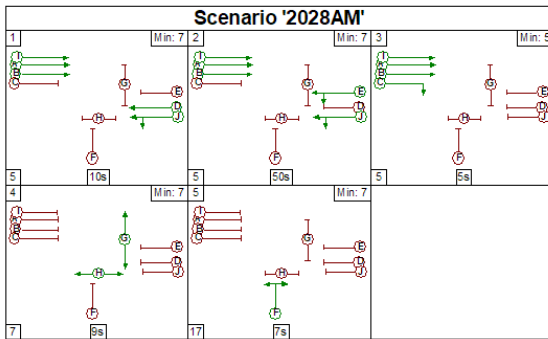 Scenario '2028AM'
1 Min: 7
I
A
B
C
G
E
D
J
H
F
5 10s
2 Min: 7
I
A
B
C
G
E
D
J
H
F
5 50s
3 Min: 5
I
A
B
C
G
E
D
J
H
F
5 5s
4 Min: 7
I
A
B
C
G
E
D
J
H
F
7 9s
5 Min: 7
I
A
B
C
G
E
D
J
H
F
17 7s